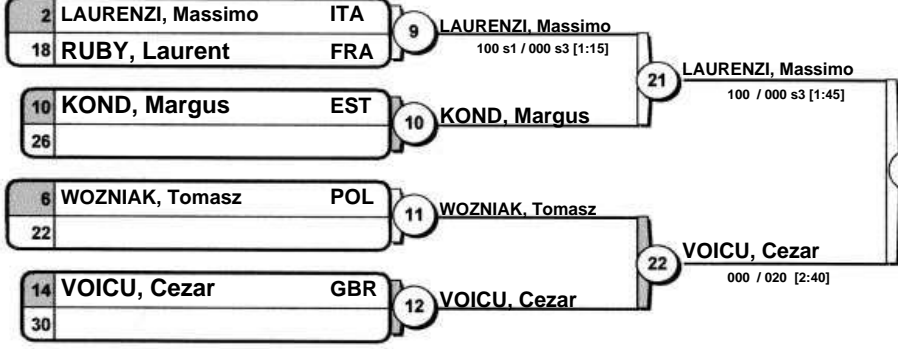 2 LAURENZI, Massimo ITA
18 RUBY, Laurent FRA
9
LAURENZI, Massimo
100 s1 / 000 s3 [1:15]
10 KOND, Margus EST
26
10
KOND, Margus
21
LAURENZI, Massimo
100 / 000 s3 [1:45]
6 WOZNIAK, Tomasz POL
22
11
WOZNIAK, Tomasz
14 VOICU, Cezar GBR
30
12
VOICU, Cezar
22
VOICU, Cezar
000 / 020 [2:40]